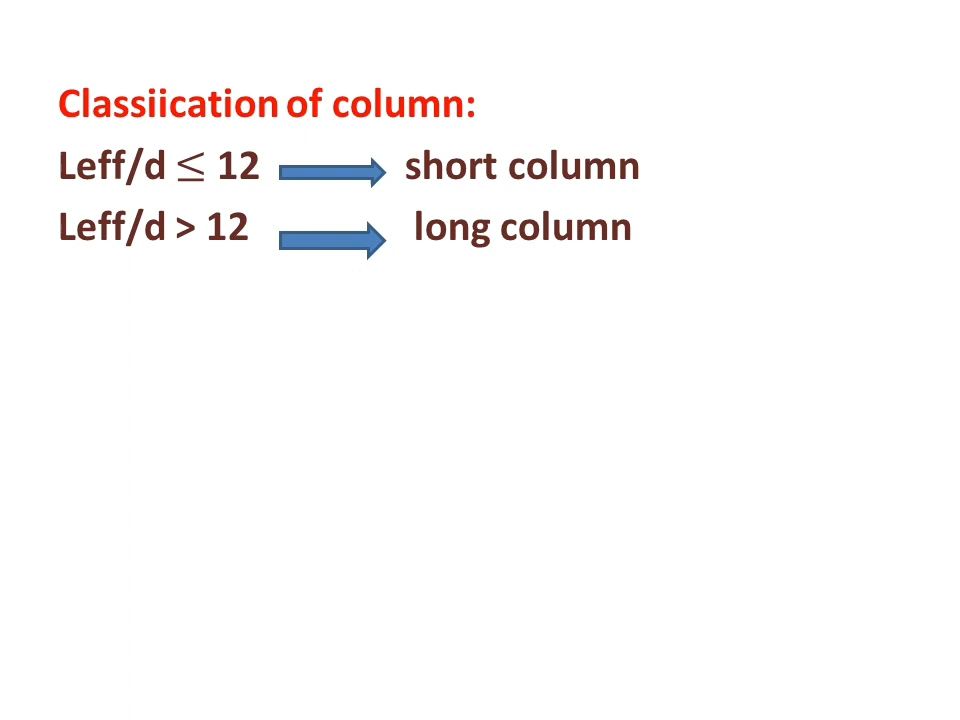 Classiication of column:
Leff/d ≤ 12 short column
Leff/d > 12 long column